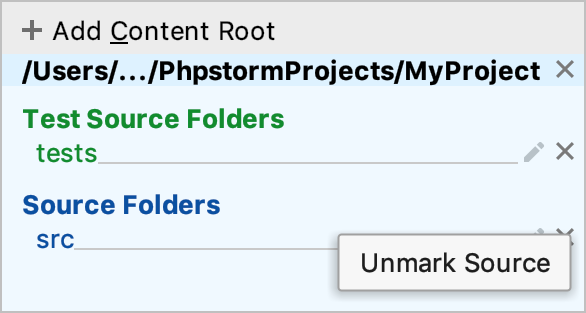 Add Content Root
/Users/.../PhpstormProjects/MyProject
Test Source Folders
tests
Source Folders
src
Unmark Source